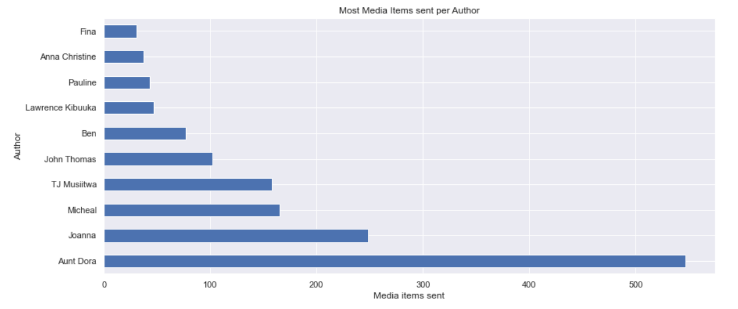 Most Media Items sent per Author
Fina
Anna Christine
Pauline
Lawrence Kibuuka
Ben
John Thomas
TJ Musiitwa
Micheal
Joanna
Aunt Dora
Author
0 100 200 300 400 500
Media items sent